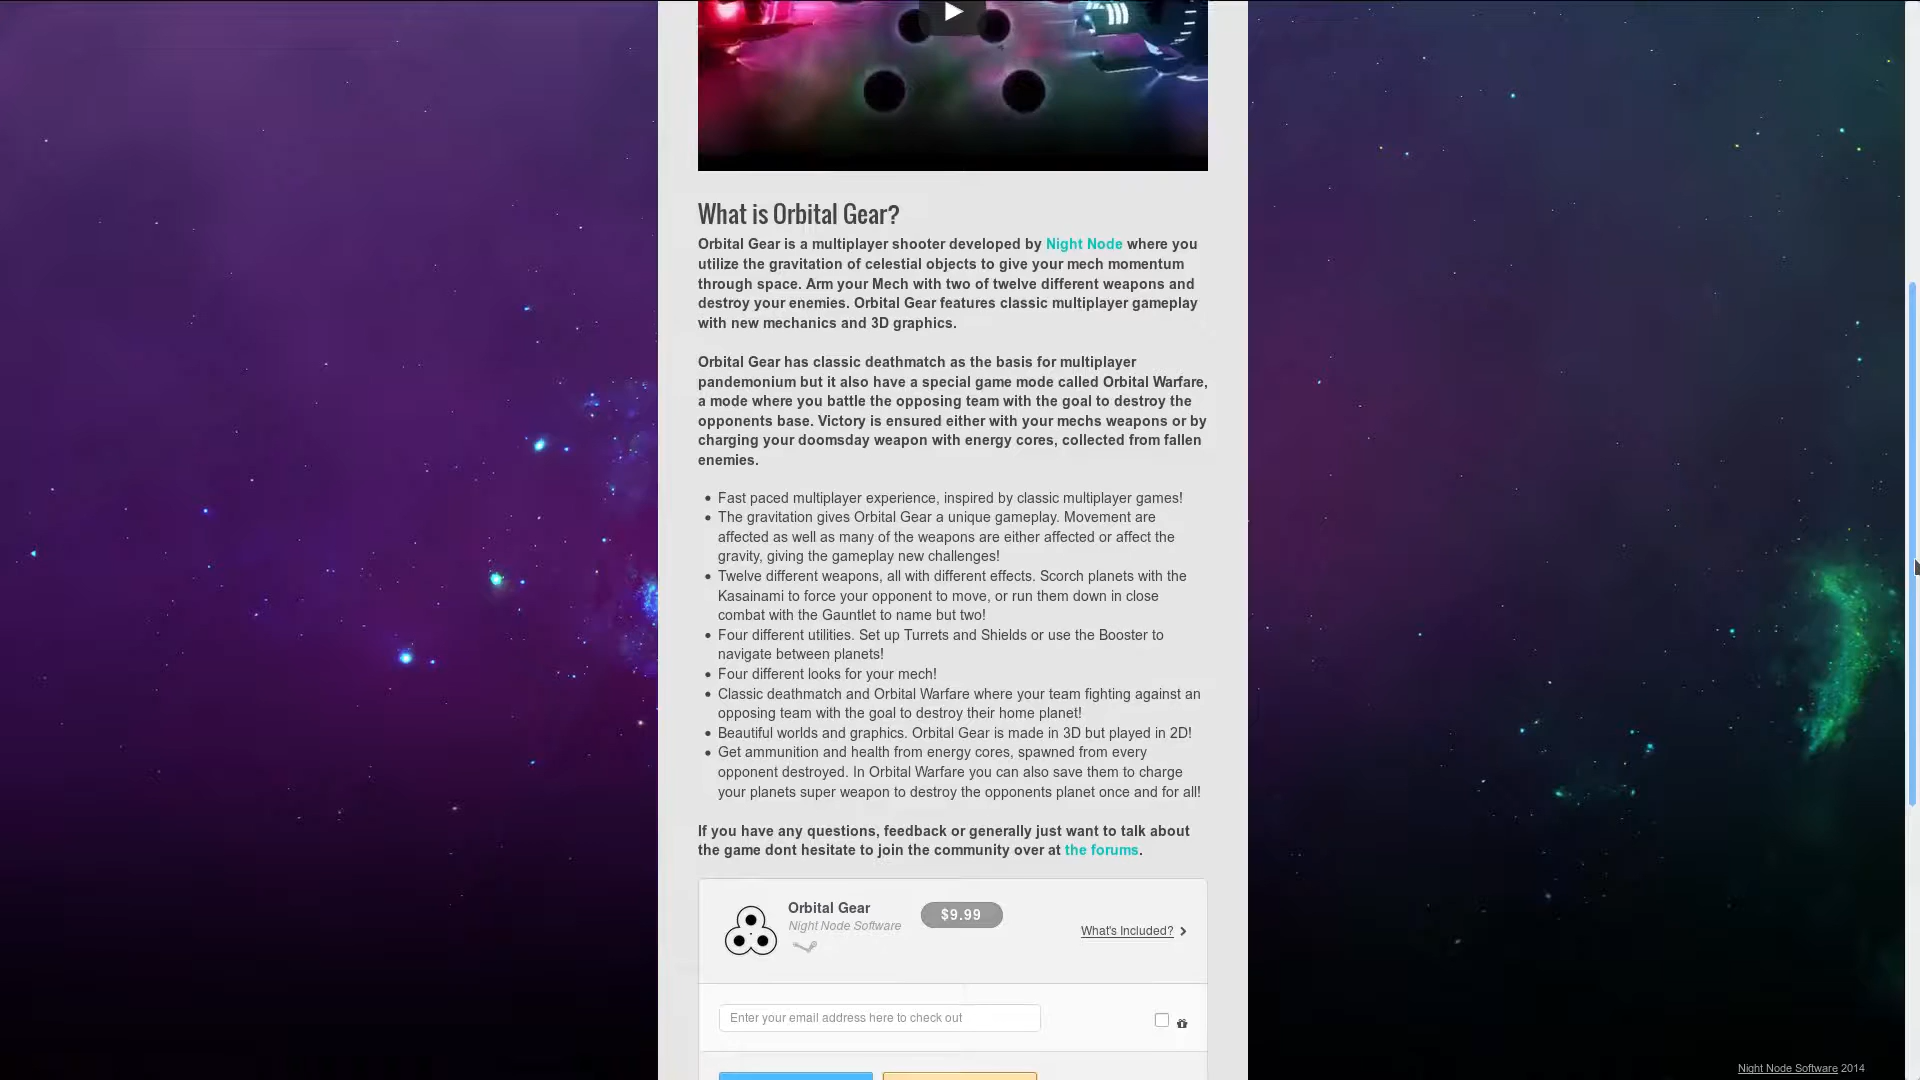 What is Orbital Gear?
Orbital Gear is a multiplayer shooter developed by Night Node where you
utilize the gravitation of celestial objects to give your mech momentum
through space. Arm your Mech with two of twelve different weapons and
destroy your enemies. Orbital Gear features classic multiplayer gameplay
with new mechanics and 3D graphics.
Orbital Gear has classic deathmatch as the basis for multiplayer
pandemonium but it also have a special game mode called Orbital Warfare,
a mode where you battle the opposing team with the goal to destroy the
opponents base. Victory is ensured either with your mechs weapons or by
charging your doomsday weapon with energy cores, collected from fallen
enemies.
• Fast paced multiplayer experience, inspired by classic multiplayer games!
• The gravitation gives Orbital Gear a unique gameplay. Movement are
affected as well as many of the weapons are either affected or affect the
gravity, giving the gameplay new challenges!
• Twelve different weapons, all with different effects. Scorch planets with the
Kasainami to force your opponent to move, or run them down in close
combat with the Gauntlet to name but two!
• Four different utilities. Set up Turrets and Shields or use the Booster to
navigate between planets!
• Four different looks for your mech!
• Classic deathmatch and Orbital Warfare where your team fighting against an
opposing team with the goal to destroy their home planet!
• Beautiful worlds and graphics. Orbital Gear is made in 3D but played in 2D!
• Get ammunition and health from energy cores, spawned from every
opponent destroyed. In Orbital Warfare you can also save them to charge
your planets super weapon to destroy the opponents planet once and for all!
If you have any questions, feedback or generally just want to talk about
the game dont hesitate to join the community over at the forums.
Orbital Gear
Night Node Software
$9.99
What's Included?
Enter your email address here to check out
Night Node Software 2014